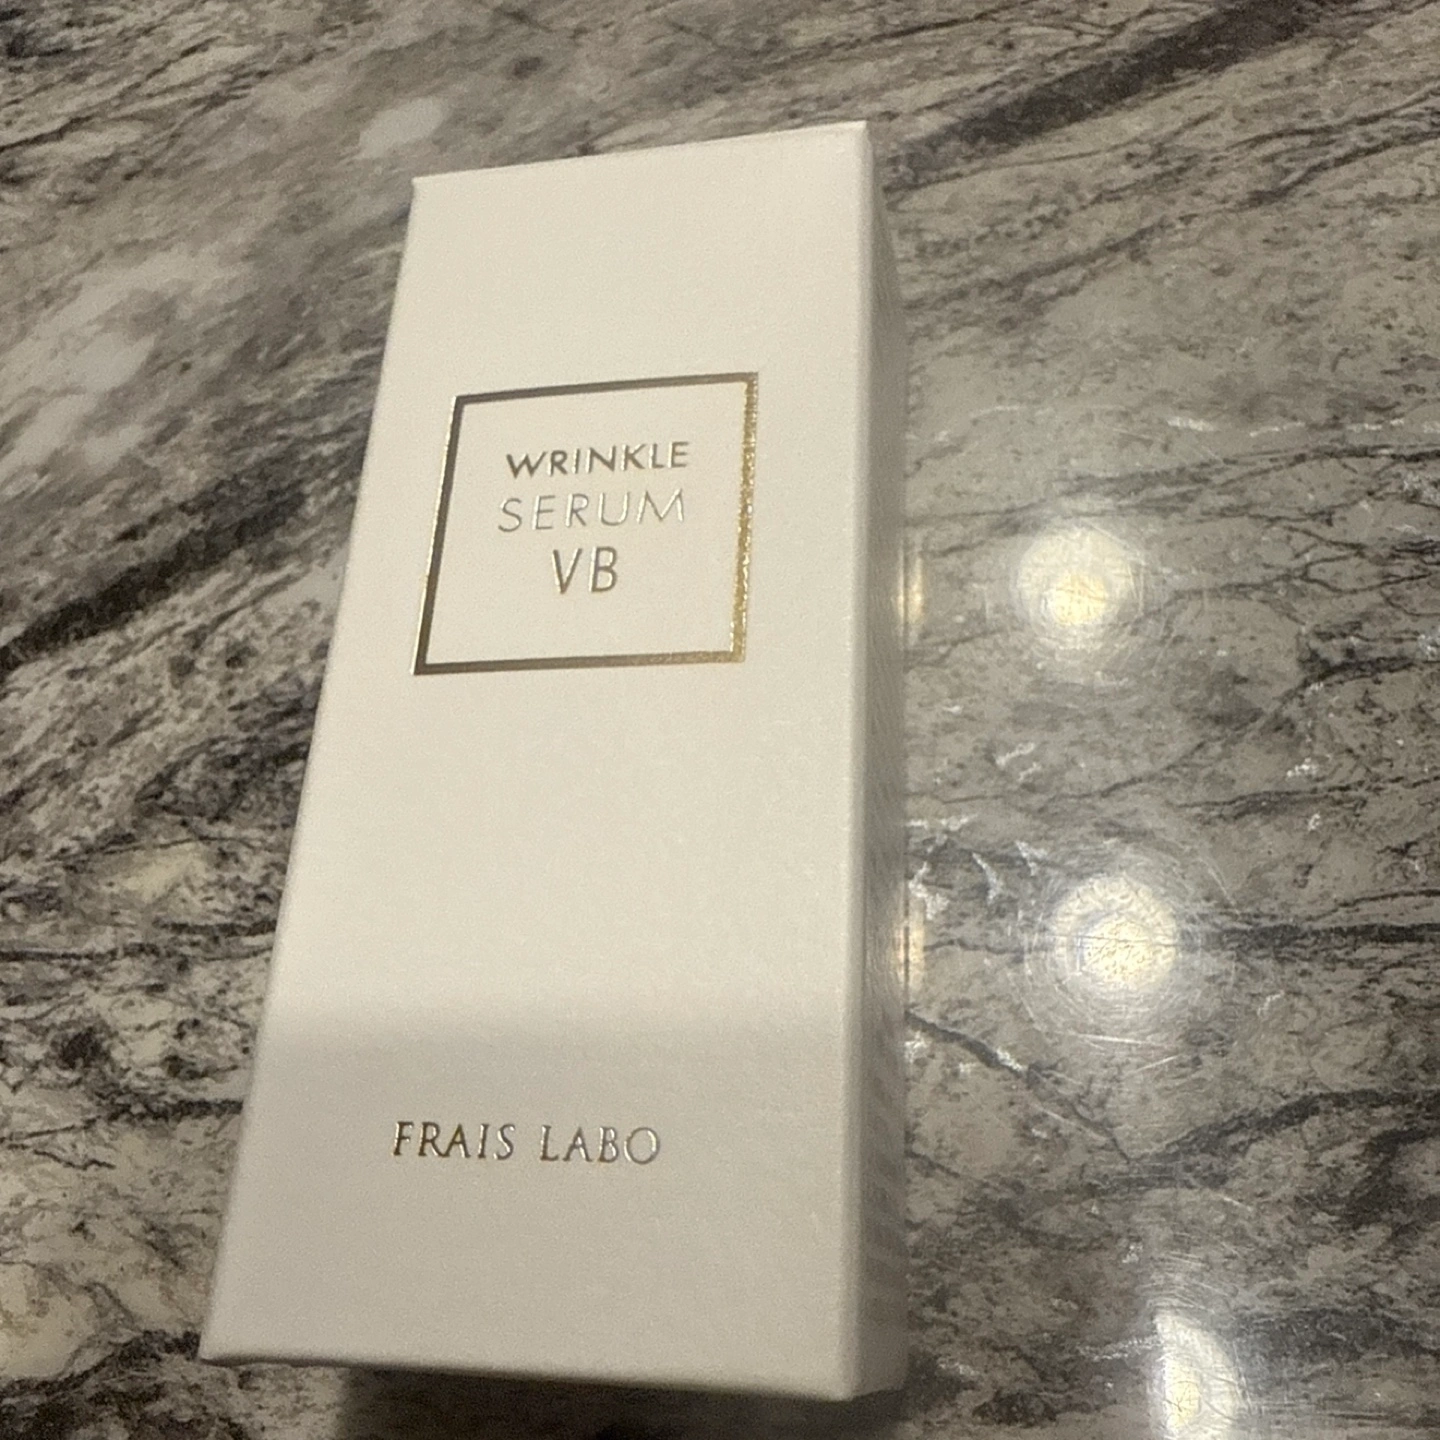 WRINKLE
SERUM
VB
FRAIS LABO